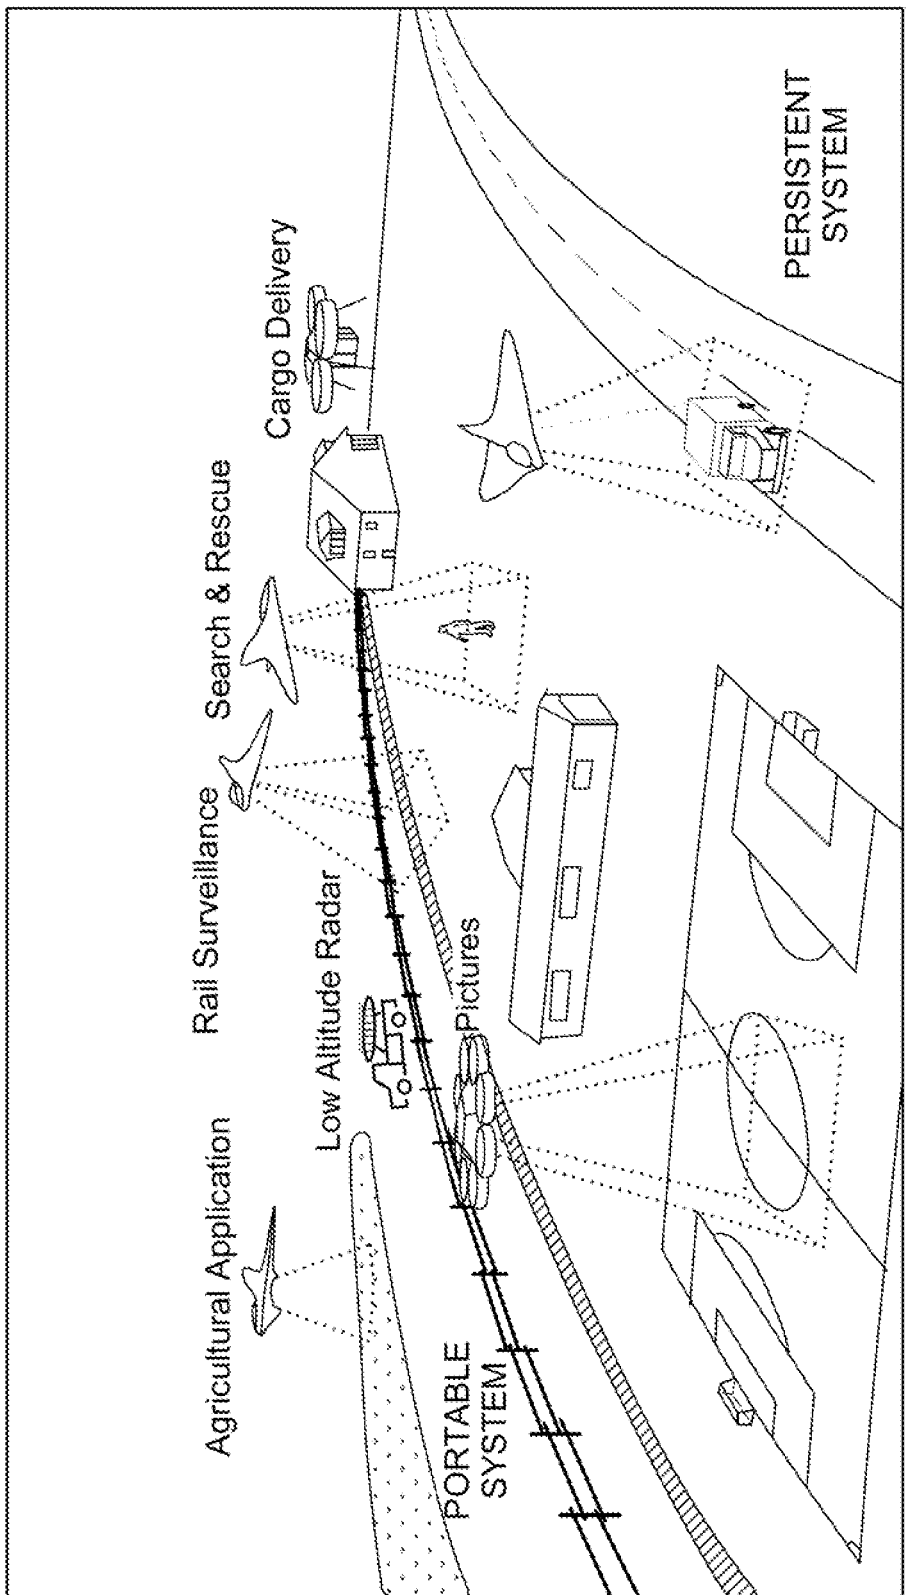 Agricultural Application
Rail Surveillance
Search & Rescue
Cargo Delivery
Low Altitude Radar
Pictures
PORTABLE
SYSTEM
PERSISTENT
SYSTEM